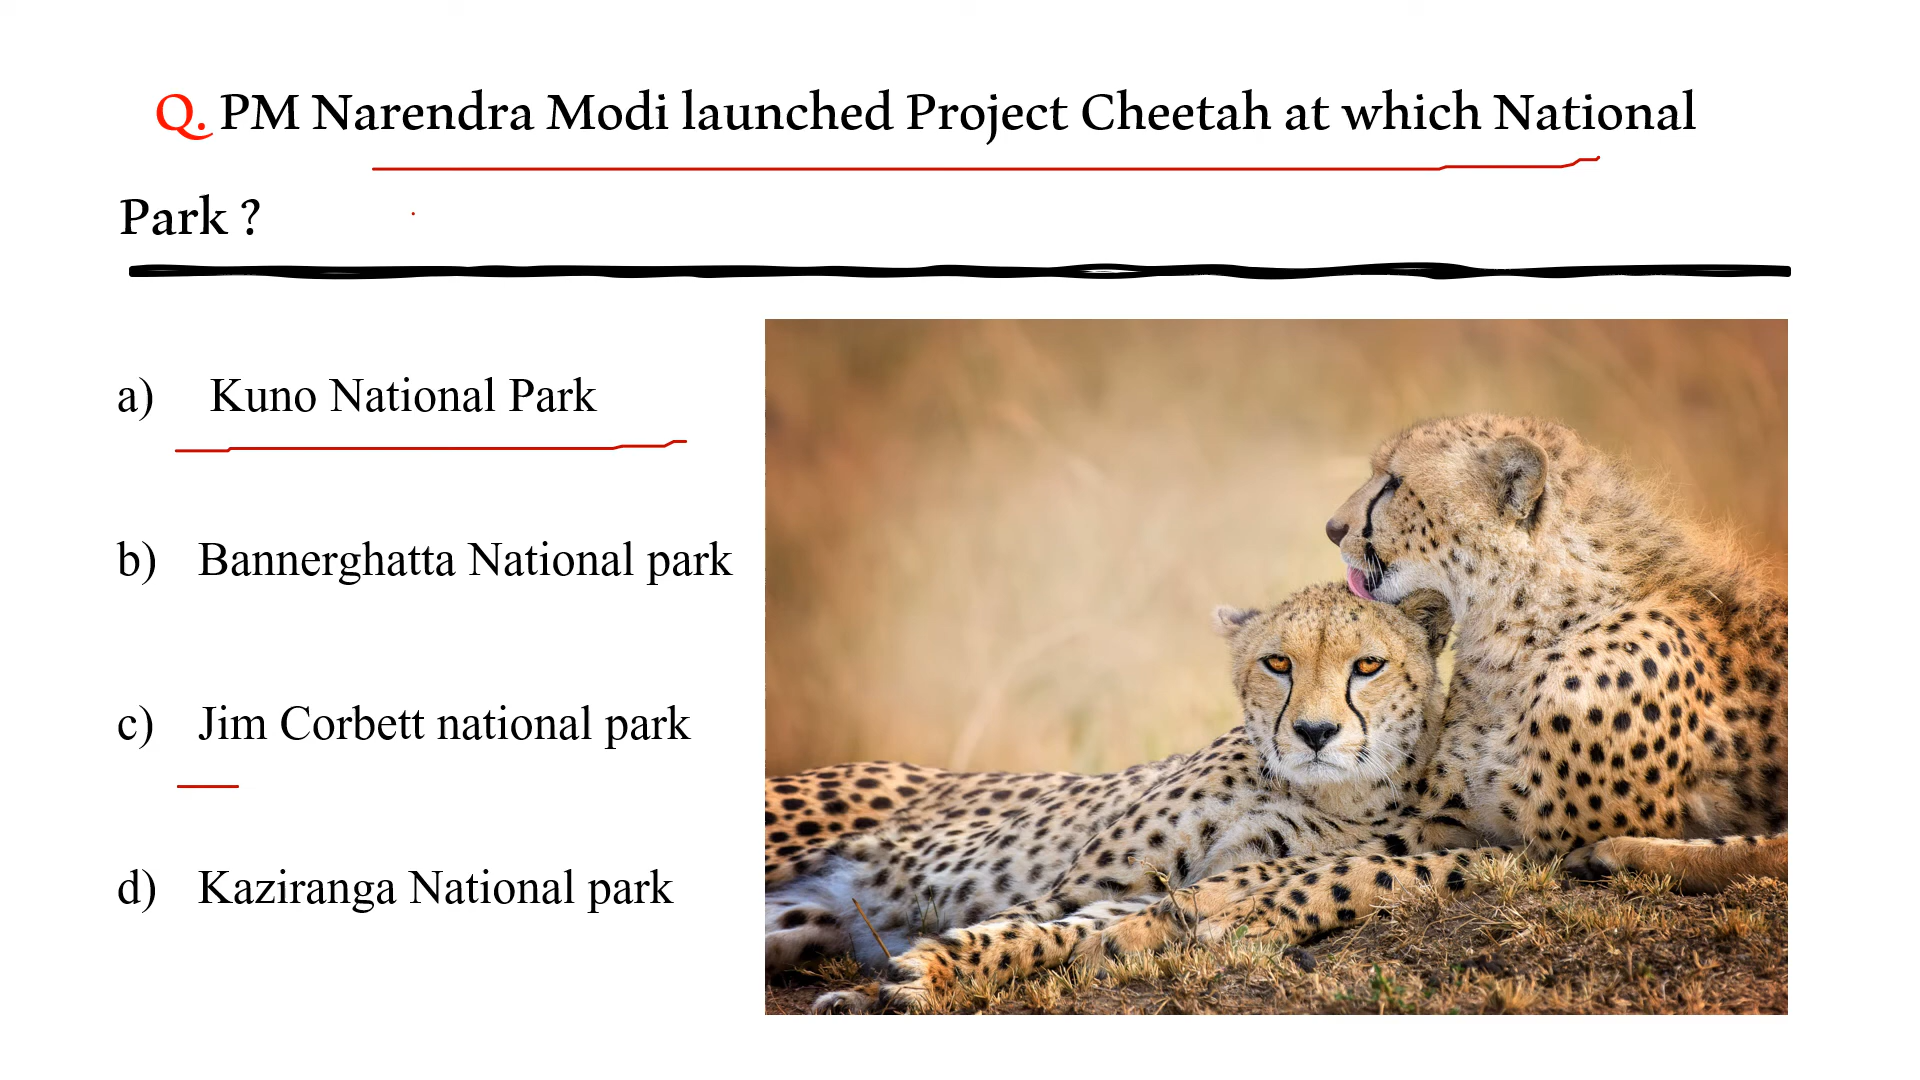 Q. PM Narendra Modi launched Project Cheetah at which National
Park ?
a) Kuno National Park
b) Bannerghatta National park
c) Jim Corbett national park
d) Kaziranga National park